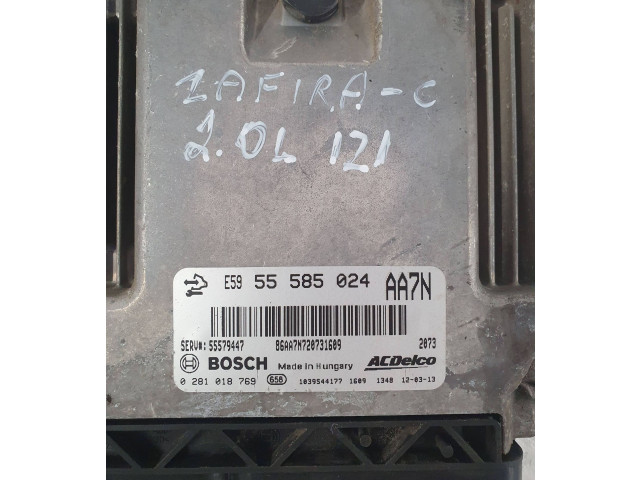 ZAFIRA-C
2.0L IZI
E59 55 585 024 AA7N
SERV#: 55579447 86AA7N720731609 2073
BOSCH Made in Hungary ACDelco
0 281 018 769 658 1039S44177 1609 1348 12-03-13